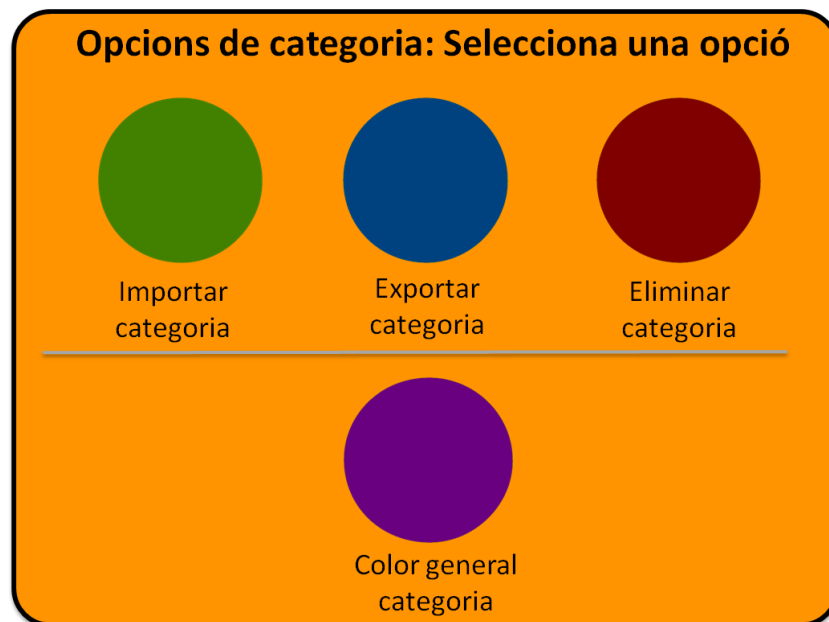 Opcions de categoria: Selecciona una opció
Importar
categoria
Exportar
categoria
Eliminar
categoria
Color general
categoria